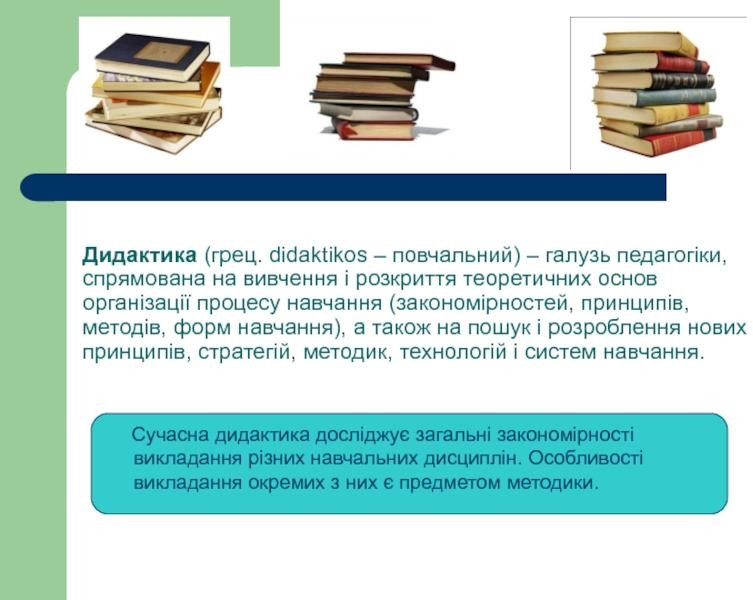 Дидактика (грец. didaktikos – повчальний) – галузь педагогіки,
спрямована на вивчення і розкриття теоретичних основ
організації процесу навчання (закономірностей, принципів,
методів, форм навчання), а також на пошук і розроблення нових
принципів, стратегій, методик, технологій і систем навчання.
Сучасна дидактика досліджує загальні закономірності
викладання різних навчальних дисциплін. Особливості
викладання окремих з них є предметом методики.